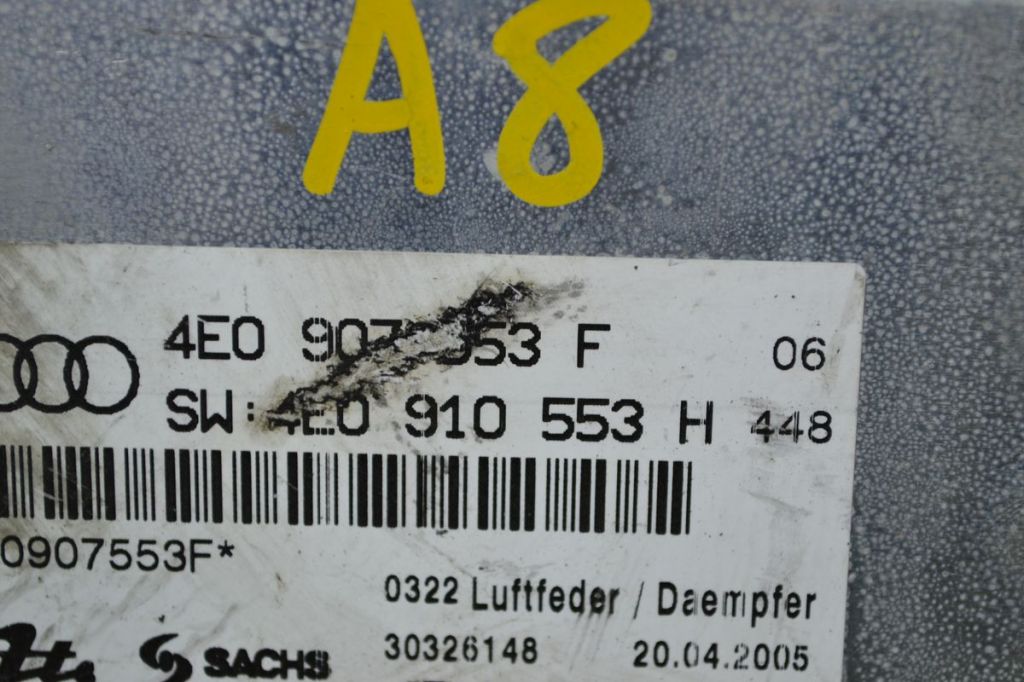 A8
4E0 907 553 F 06
SW: 4E0 910 553 H 448
0907553F*
0322 Luftfeder / Daempfer
30326148 20.04.2005
SACHS